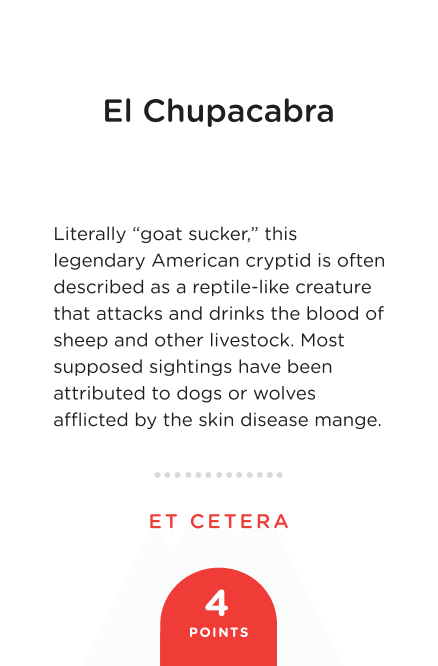 El Chupacabra
Literally “goat sucker,” this
legendary American cryptid is often
described as a reptile-like creature
that attacks and drinks the blood of
sheep and other livestock. Most
supposed sightings have been
attributed to dogs or wolves
afflicted by the skin disease mange.
ET CETERA
4
POINTS